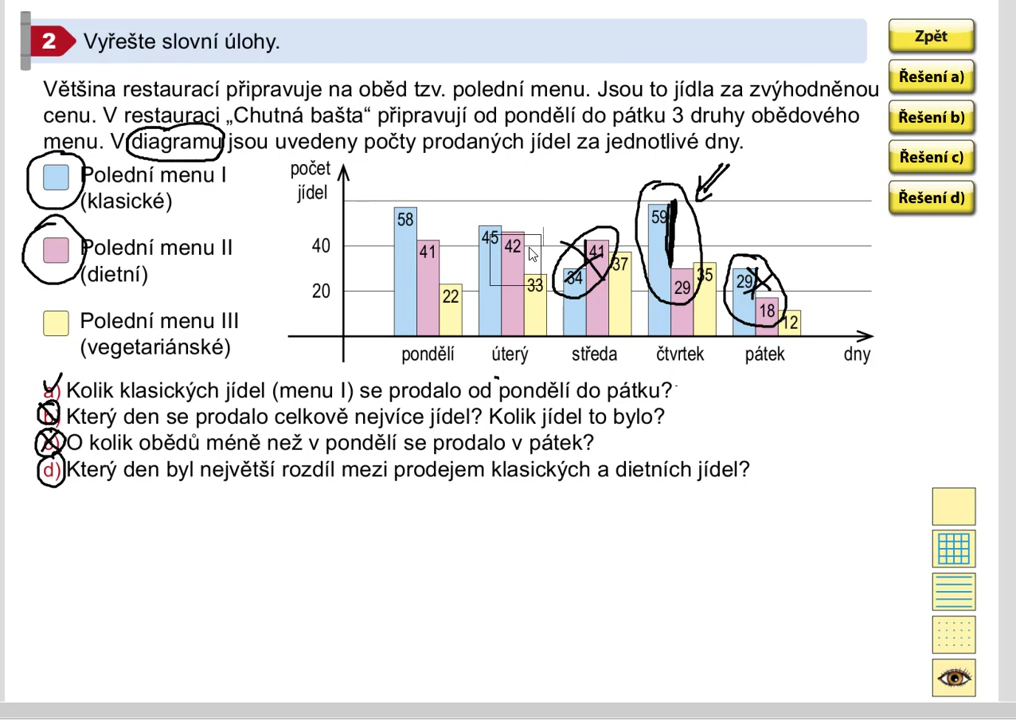 2 Vyřešte slovní úlohy.
Zpět
Řešení a)
Řešení b)
Řešení c)
Řešení d)
Většina restaurací připravuje na oběd tzv. polední menu. Jsou to jídla za zvýhodněnou
cenu. V restauraci „Chutná bašta“ připravují od pondělí do pátku 3 druhy obědového
menu. V diagramu jsou uvedeny počty prodaných jídel za jednotlivé dny.
Polední menu I
(klasické)
Polední menu II
(dietní)
Polední menu III
(vegetariánské)
počet
jídel
40
20
58 41 22
45 42 33
34 41 37
59 29 35
29 18 12
pondělí úterý středa čtvrtek pátek dny
a) Kolik klasických jídel (menu I) se prodalo od pondělí do pátku?
b) Který den se prodalo celkově nejvíce jídel? Kolik jídel to bylo?
c) O kolik obědů méně než v pondělí se prodalo v pátek?
d) Který den byl největší rozdíl mezi prodejem klasických a dietních jídel?